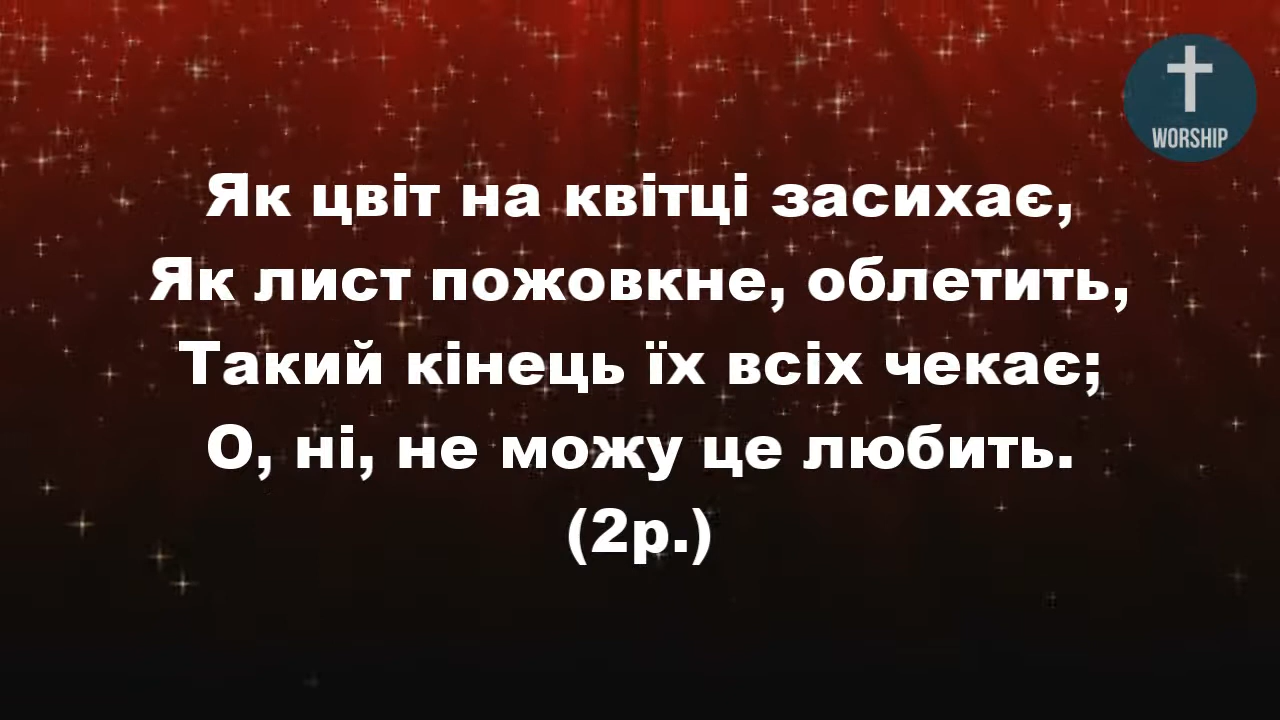 WORSHIP
Як цвіт на квітці засихає,
Як лист пожовкне, облетить,
Такий кінець їх всіх чекає;
О, ні, не можу це любить.
(2р.)